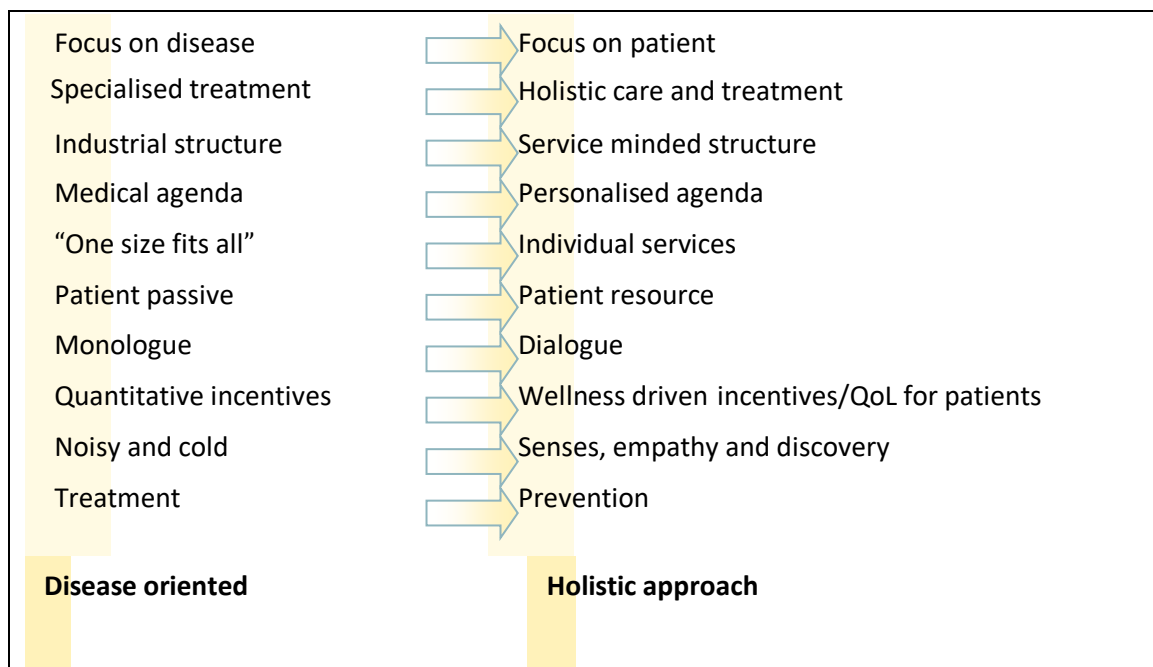 Focus on disease Focus on patient
Specialised treatment Holistic care and treatment
Industrial structure Service minded structure
Medical agenda Personalised agenda
“One size fits all” Individual services
Patient passive Patient resource
Monologue Dialogue
Quantitative incentives Wellness driven incentives/QoL for patients
Noisy and cold Senses, empathy and discovery
Treatment Prevention
Disease oriented Holistic approach